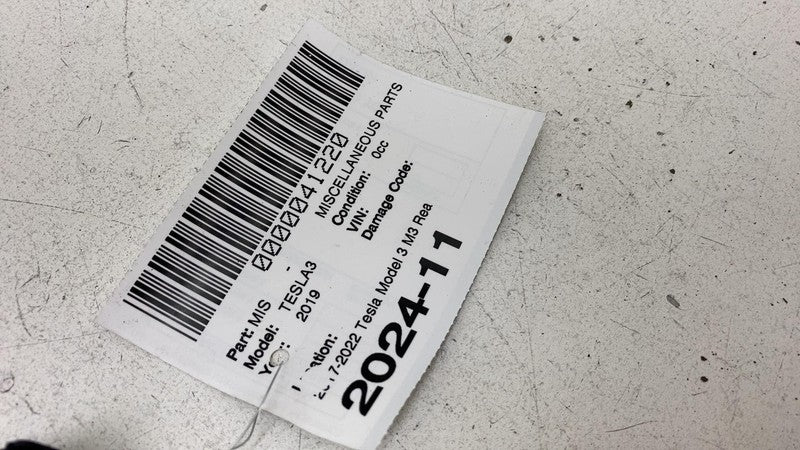 0000041220
Part: MIS - MISCELLANEOUS PARTS
Model: TESLA3 Condition: 0cc
2019 VIN:
Damage Code:
2017-2022 Tesla Model 3 M3 Rea
2024-11